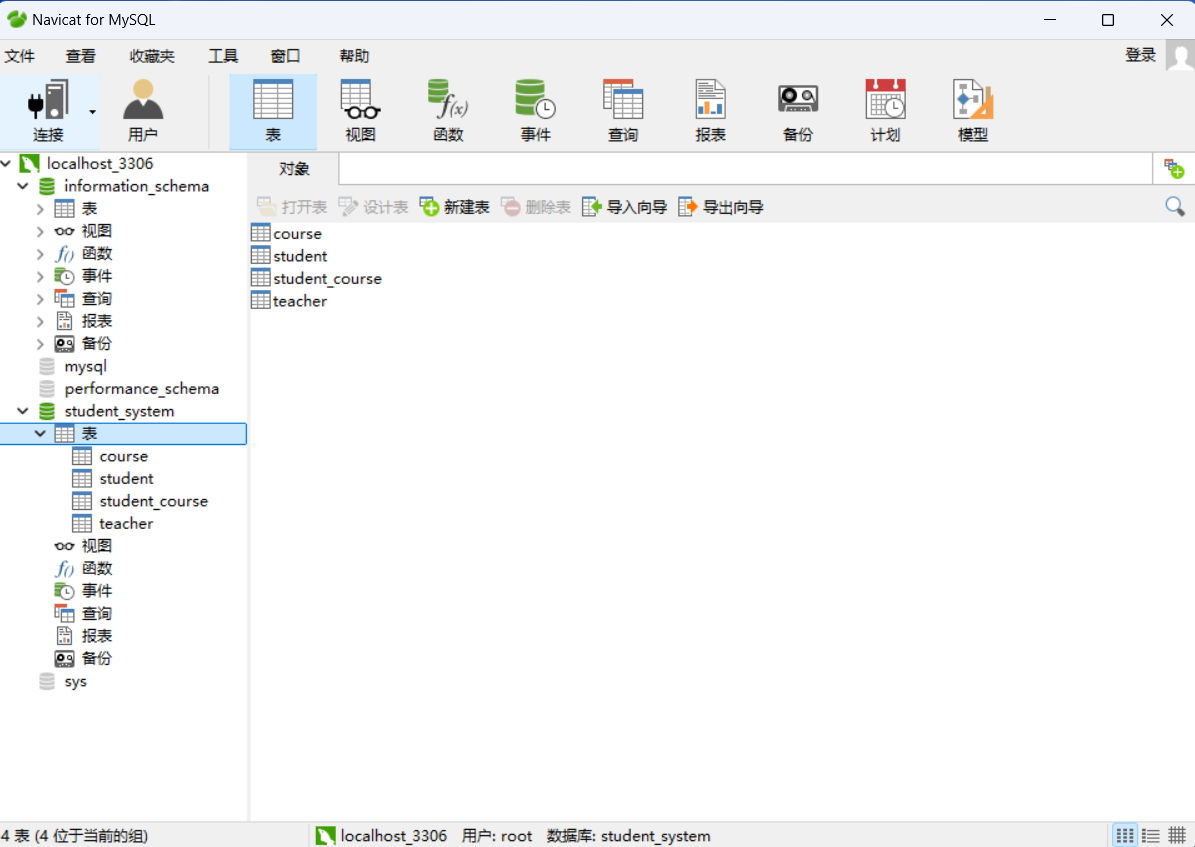 Navicat for MySQL
文件 查看 收藏夹 工具 窗口 帮助 登录
连接 用户 表 视图 函数 事件 查询 报表 备份 计划 模型
localhost_3306
information_schema
表
视图
函数
事件
查询
报表
备份
mysql
performance_schema
student_system
表
course
student
student_course
teacher
视图
函数
事件
查询
报表
备份
sys
对象
打开表 设计表 新建表 删除表 导入向导 导出向导
course
student
student_course
teacher
4 表 (4 位于当前的组) localhost_3306 用户: root 数据库: student_system